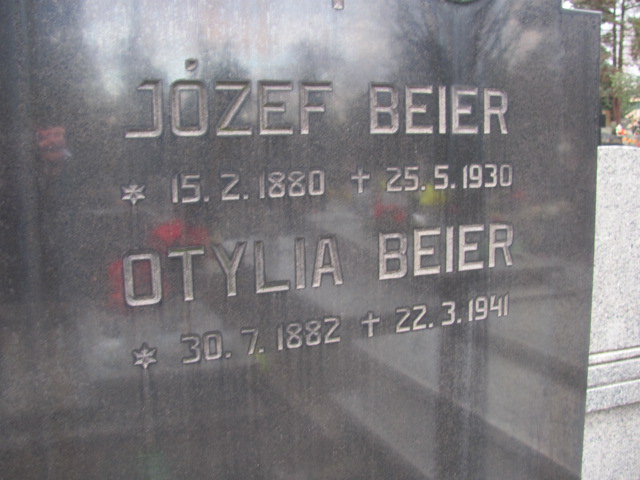 JÓZEF BEIER
* 15.2.1880 † 25.5.1930
OTYLIA BEIER
* 30.7.1882 † 22.3.1941